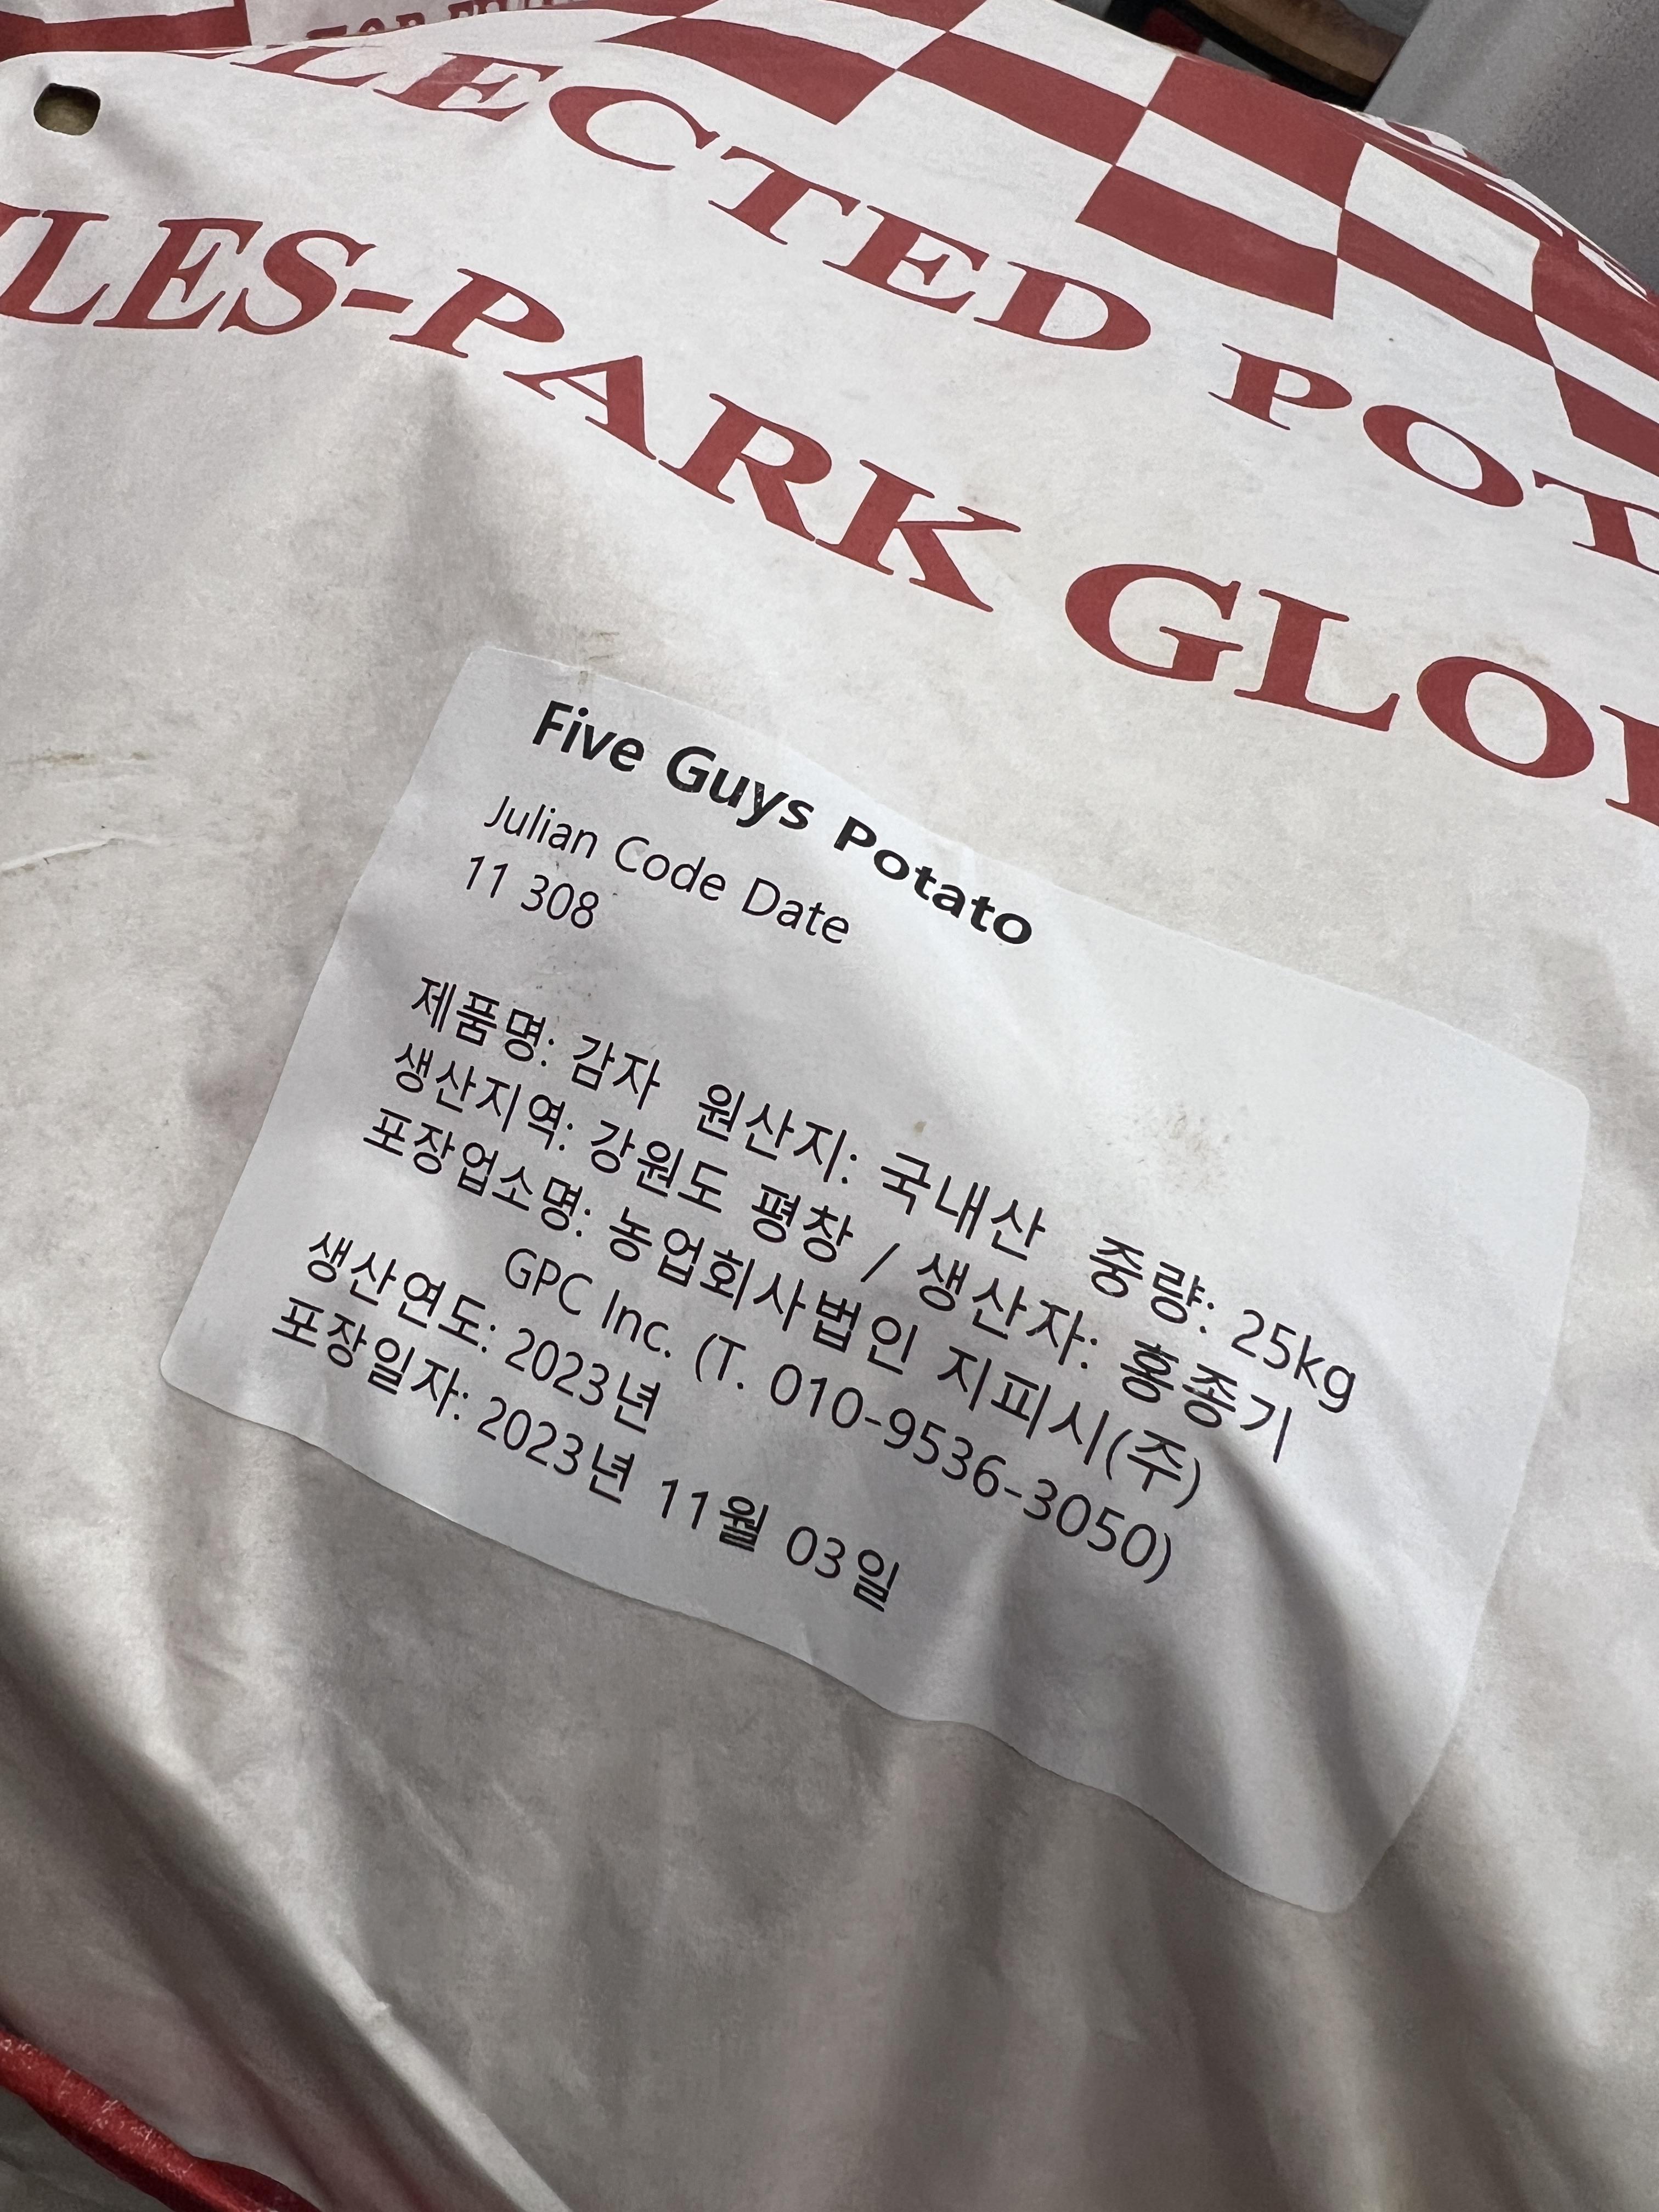 LECTED POT
LES-PARK GLOV
Five Guys Potato
Julian Code Date
11 308
제품명: 감자 원산지: 국내산 중량: 25kg
생산지역: 강원도 평창 / 생산자: 홍종기
포장업소명: 농업회사법인 지피시(주)
GPC Inc. (T. 010-9536-3050)
생산연도: 2023년
포장일자: 2023년 11월 03일